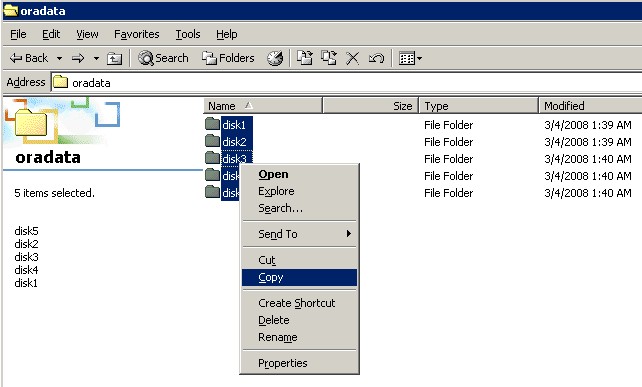 oradata
File Edit View Favorites Tools Help
Back Search Folders
Address oradata
Name Size Type Modified
disk1 File Folder 3/4/2008 1:39 AM
disk2 File Folder 3/4/2008 1:39 AM
disk3 File Folder 3/4/2008 1:40 AM
disk File Folder 3/4/2008 1:40 AM
disk File Folder 3/4/2008 1:40 AM
oradata
5 items selected.
disk5
disk2
disk3
disk4
disk1
Open
Explore
Search...
Send To
Cut
Copy
Create Shortcut
Delete
Rename
Properties